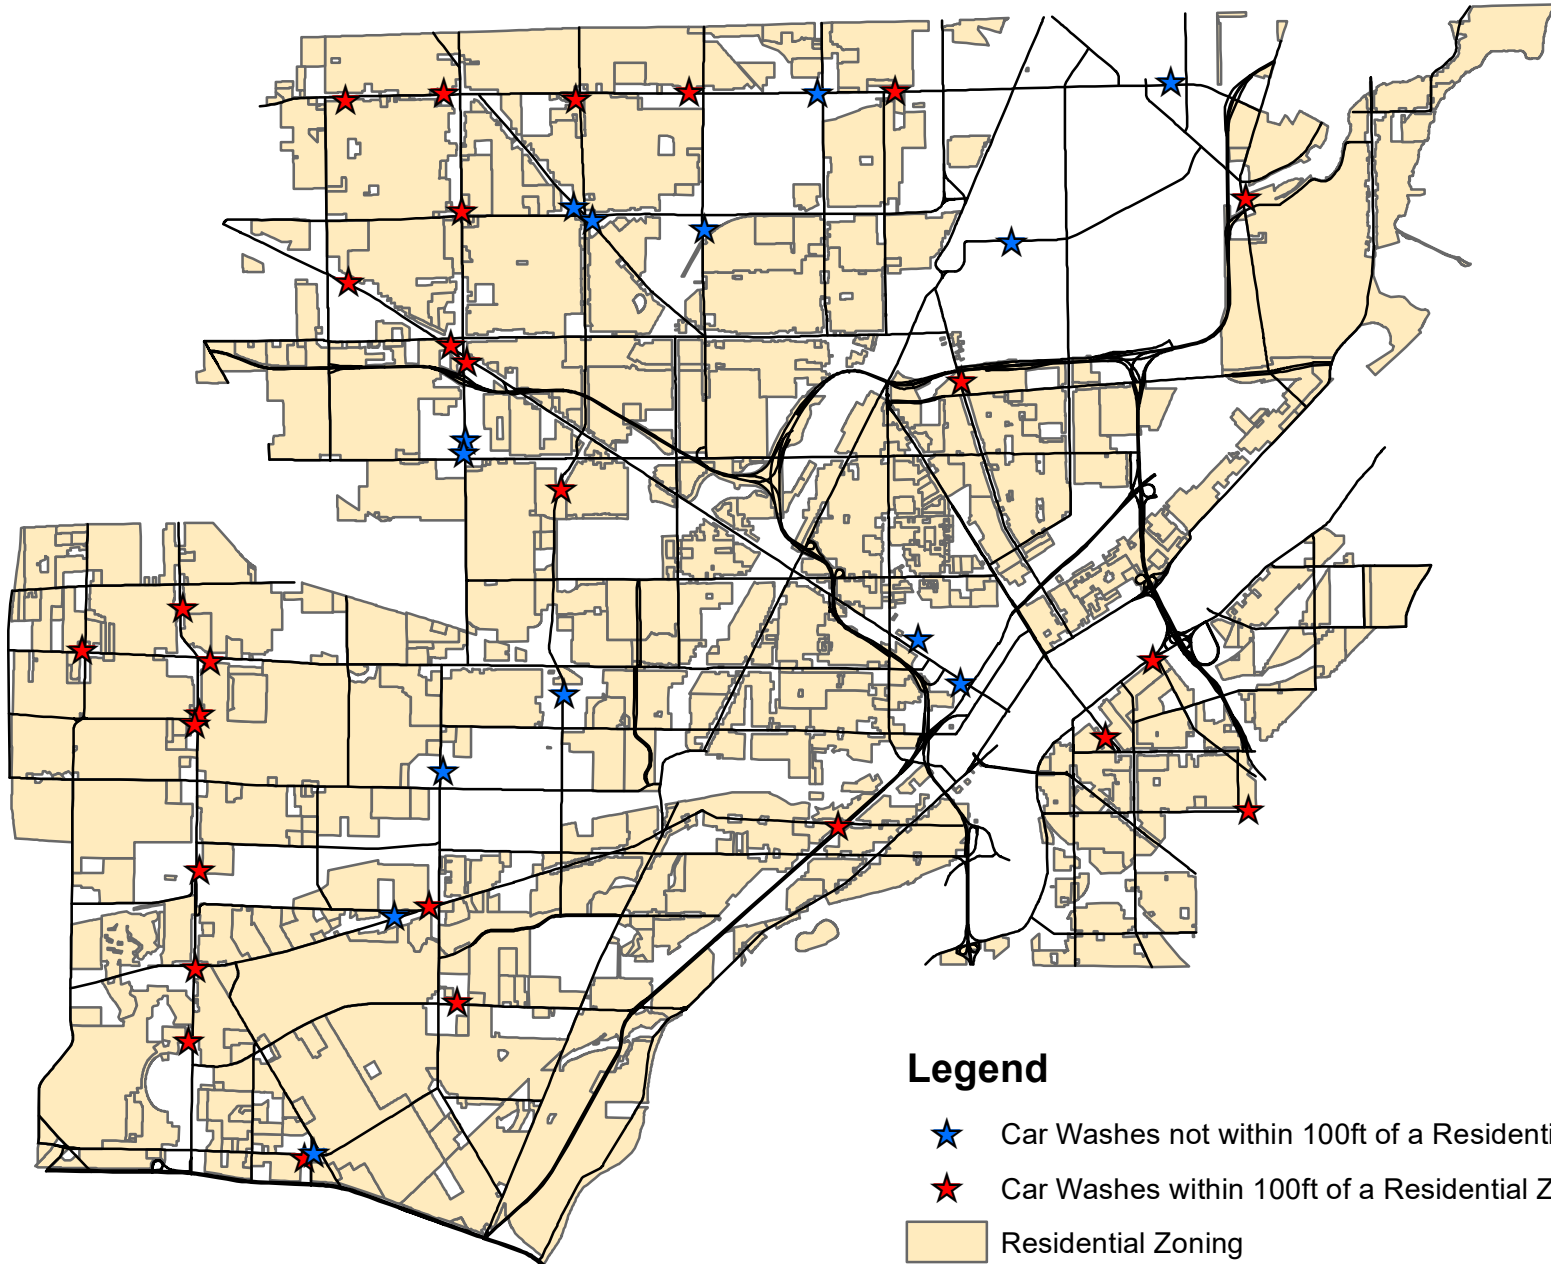 Legend
Car Washes not within 100ft of a Residenti
Car Washes within 100ft of a Residential Z
Residential Zoning